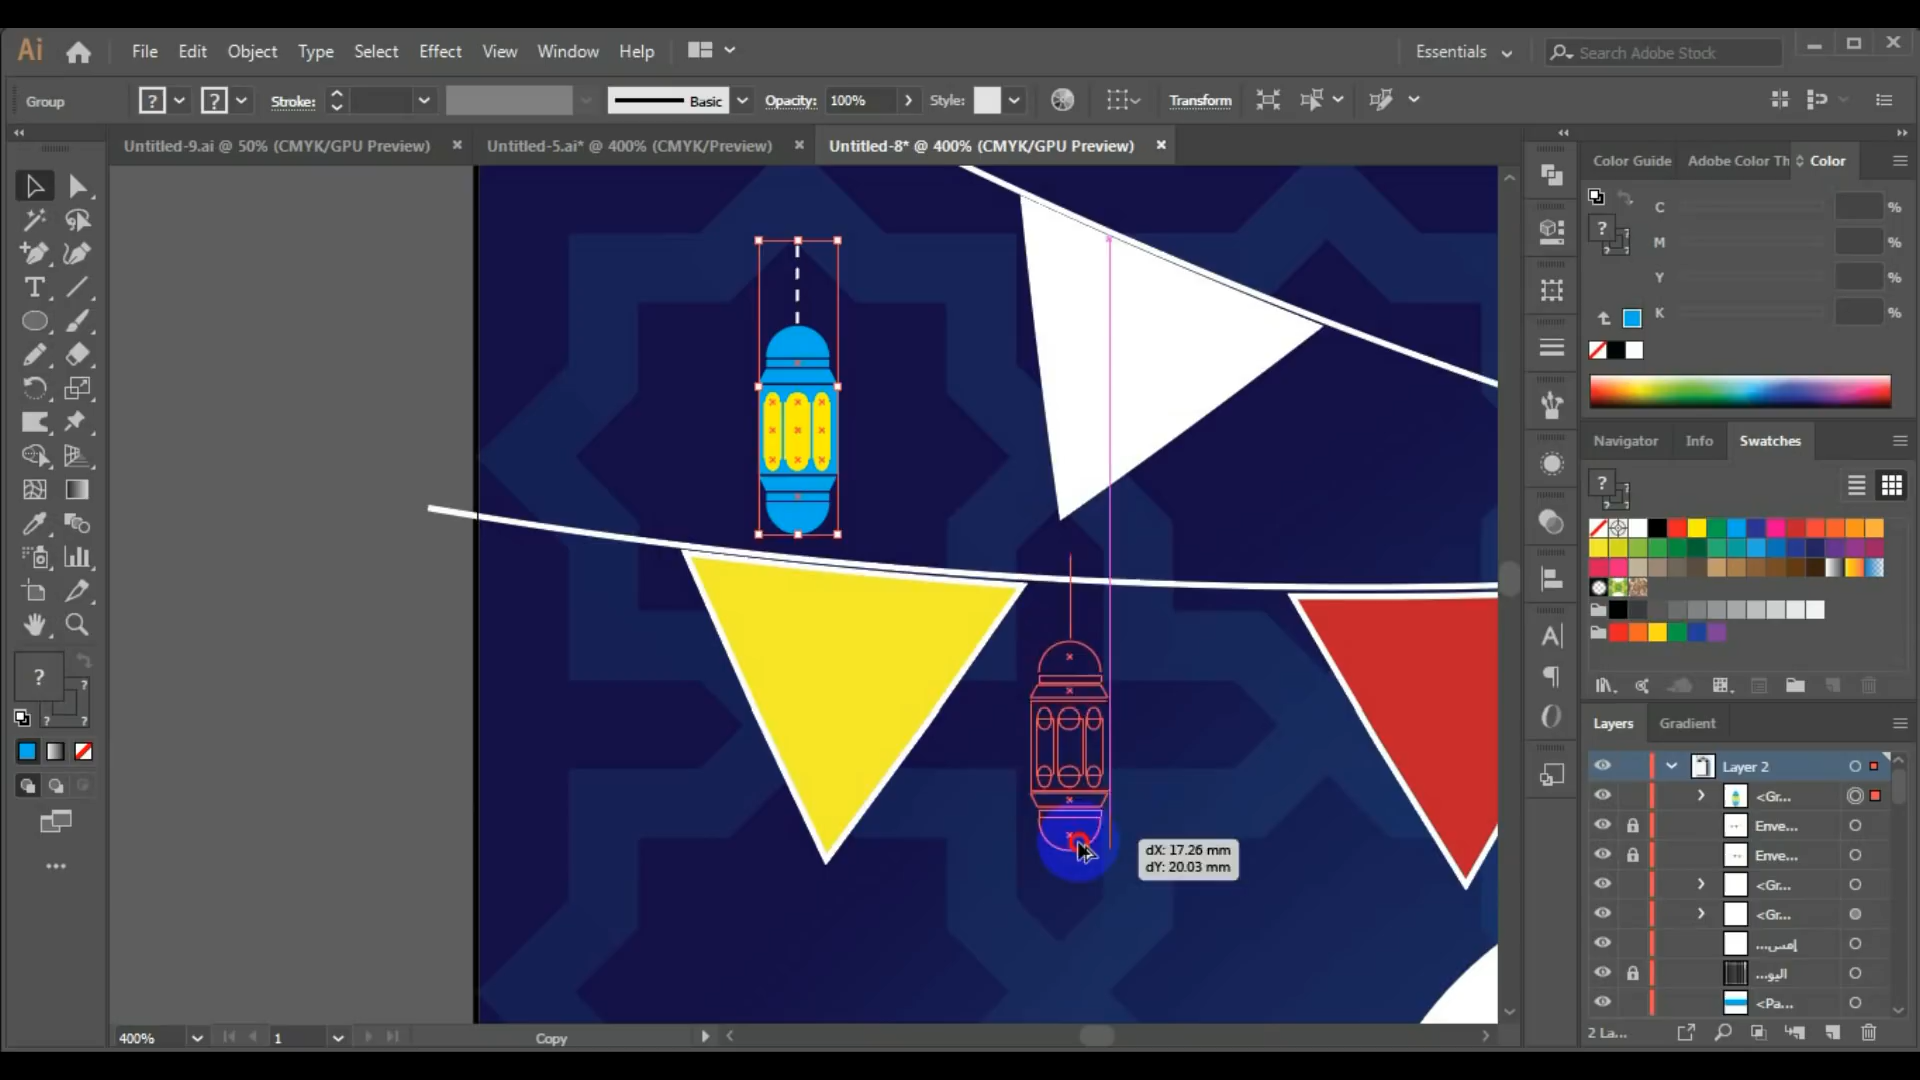 Ai File Edit Object Type Select Effect View Window Help Essentials Search Adobe Stock
Group ? ? Stroke: Basic Opacity: 100% Style: Transform
Untitled-9.ai @ 50% (CMYK/GPU Preview) Untitled-5.ai* @ 400% (CMYK/Preview) Untitled-8* @ 400% (CMYK/GPU Preview)
Color Guide Adobe Color Th Color
C %
? M %
Y %
K %
Navigator Info Swatches
?
dX: 17.26 mm
dY: 20.03 mm
Layers Gradient
Layer 2
<Gr...
Enve...
Enve...
<Gr...
<Gr...
إمس...
اليو...
<Pa...
2 La...
400% 1 Copy